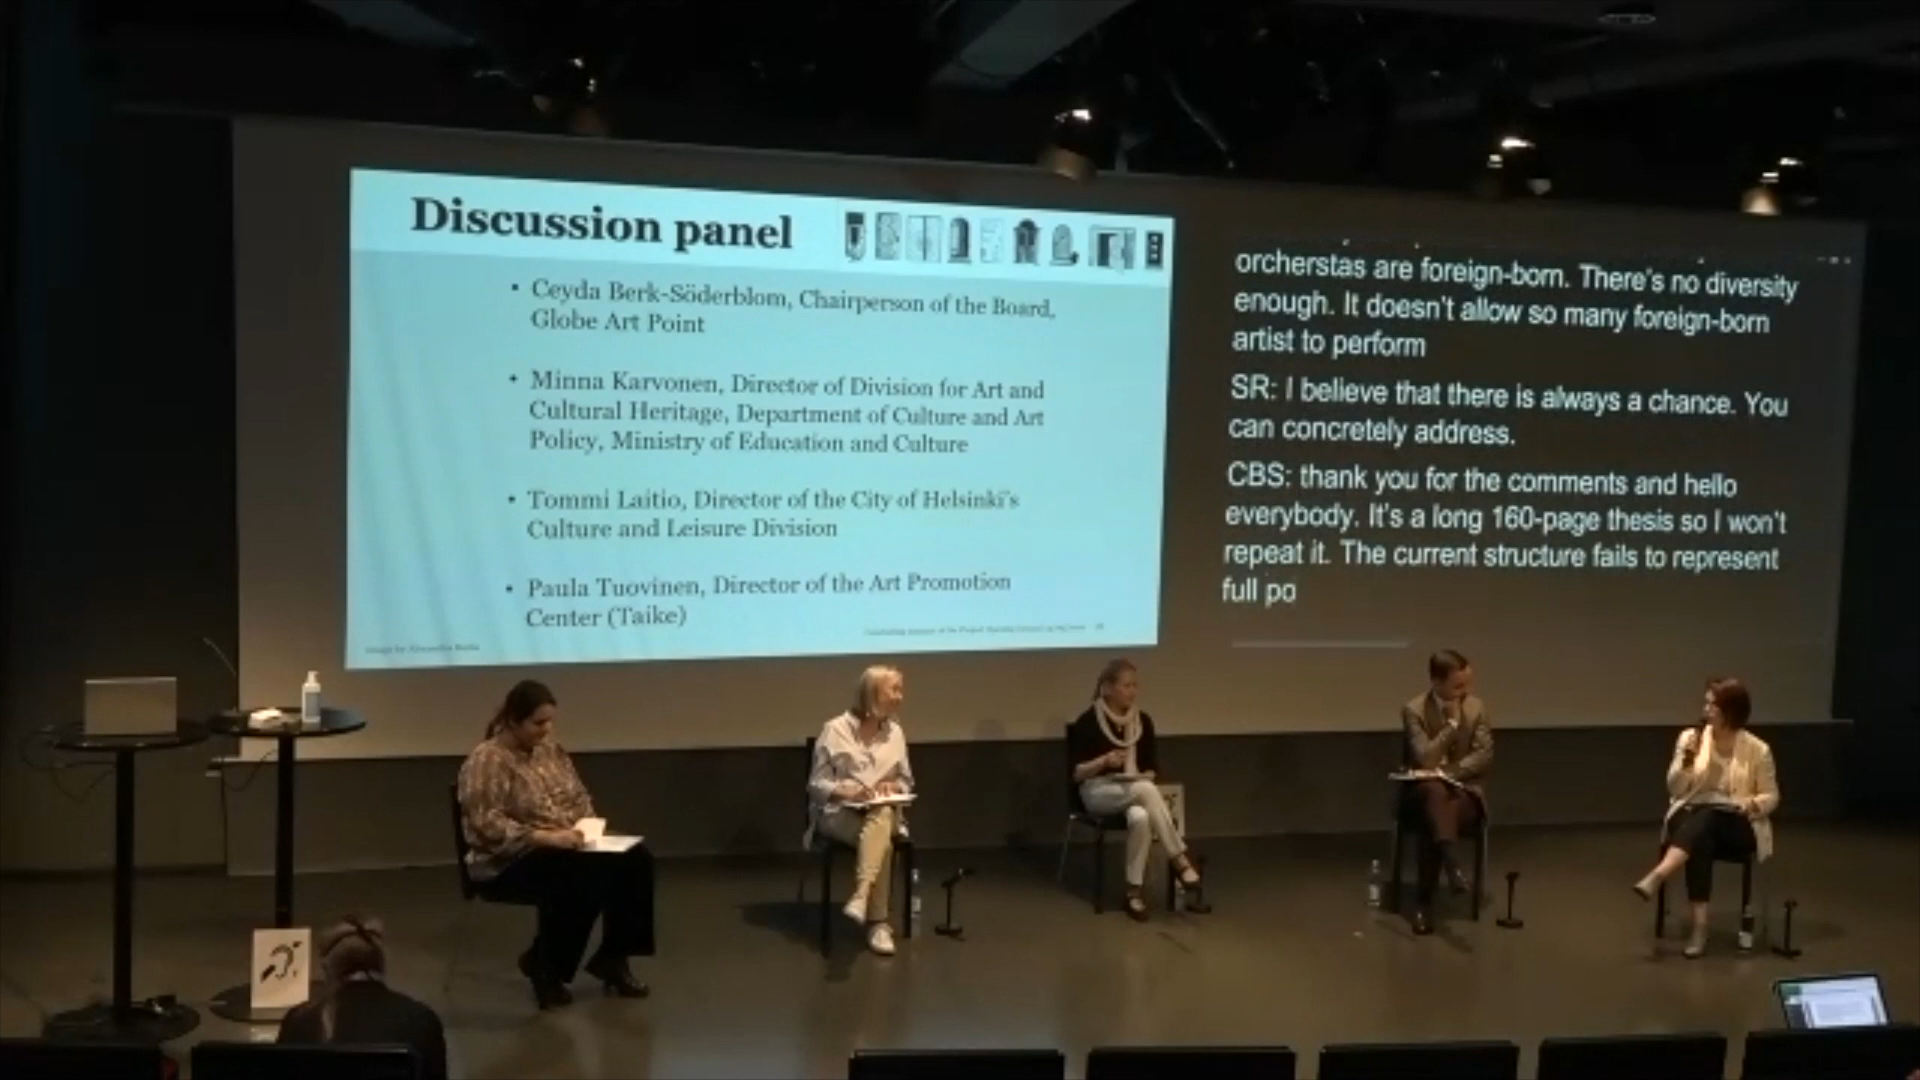 Discussion panel
• Ceyda Berk-Söderblom, Chairperson of the Board,
Globe Art Point
• Minna Karvonen, Director of Division for Art and
Cultural Heritage, Department of Culture and Art
Policy, Ministry of Education and Culture
• Tommi Laitio, Director of the City of Helsinki's
Culture and Leisure Division
• Paula Tuovinen, Director of the Art Promotion
Center (Taike)
orcherstas are foreign-born. There's no diversity
enough. It doesn't allow so many foreign-born
artist to perform
SR: I believe that there is always a chance. You
can concretely address.
CBS: thank you for the comments and hello
everybody. It's a long 160-page thesis so I won't
repeat it. The current structure fails to represent
full po